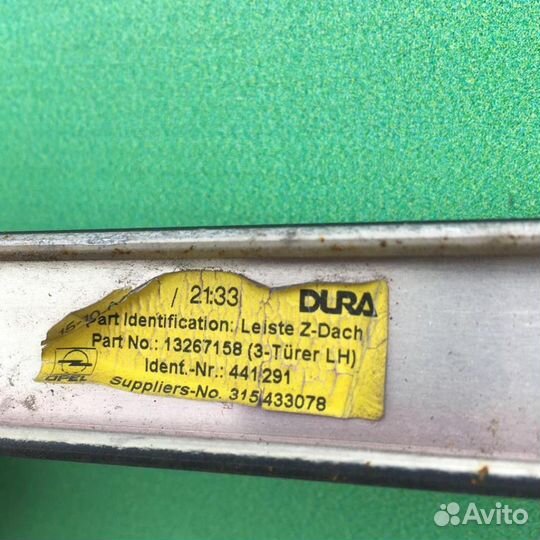 / 21:33 DURA
Part Identification: Leiste Z-Dach
Part No.: 13267158 (3-Türer LH)
Ident.-Nr.: 441291
Suppliers-No. 315433078
OPEL
Avito